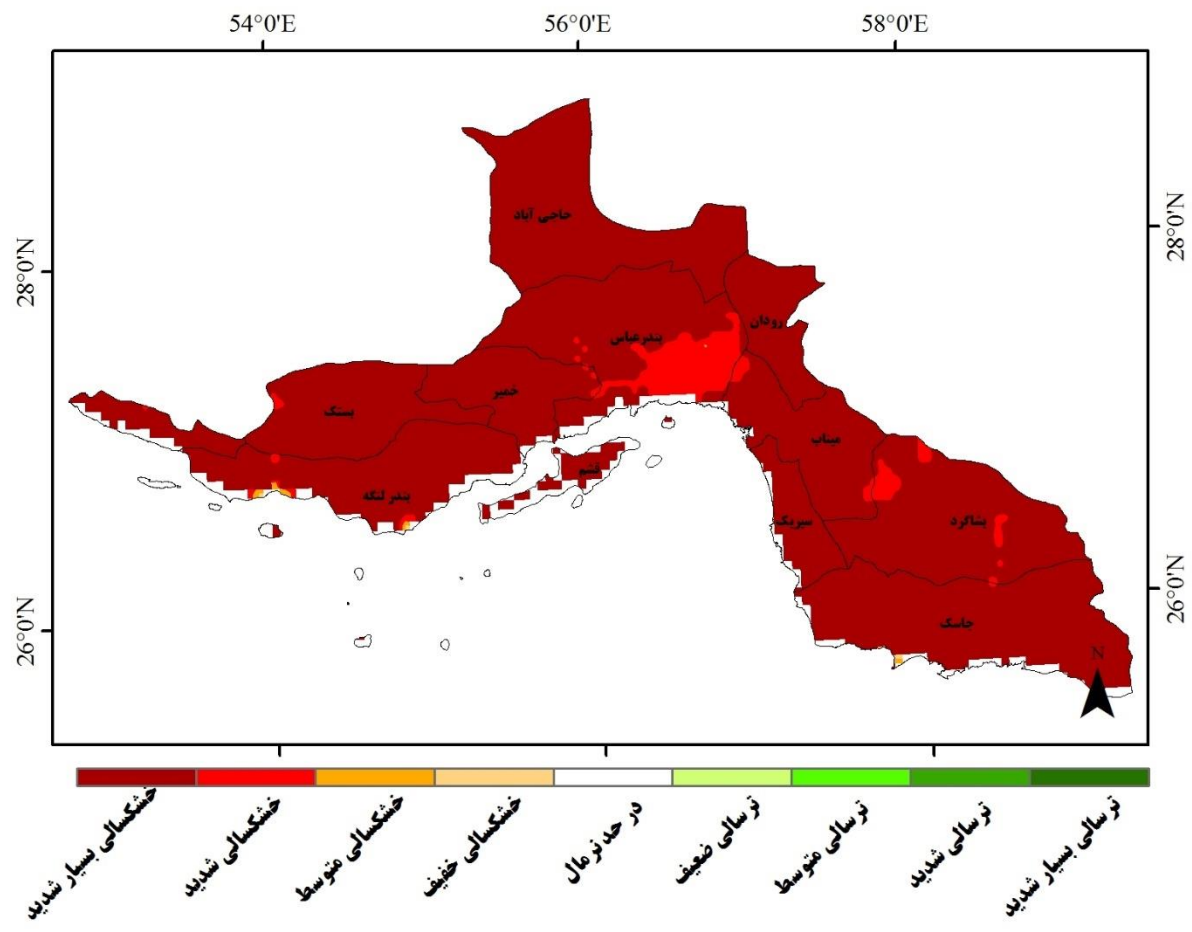 54°0'E 56°0'E 58°0'E
28°0'N
28°0'N
26°0'N
26°0'N
حاجی آباد
رودان
بندرعباس
خمیر
بستک
میناب
قشم
بندر لنگه
سیریک
بشاگرد
جاسک
N
خشکسالی بسیار شدید
خشکسالی شدید
خشکسالی متوسط
خشکسالی خفیف
در حد نرمال
ترسالی ضعیف
ترسالی متوسط
ترسالی شدید
ترسالی بسیار شدید